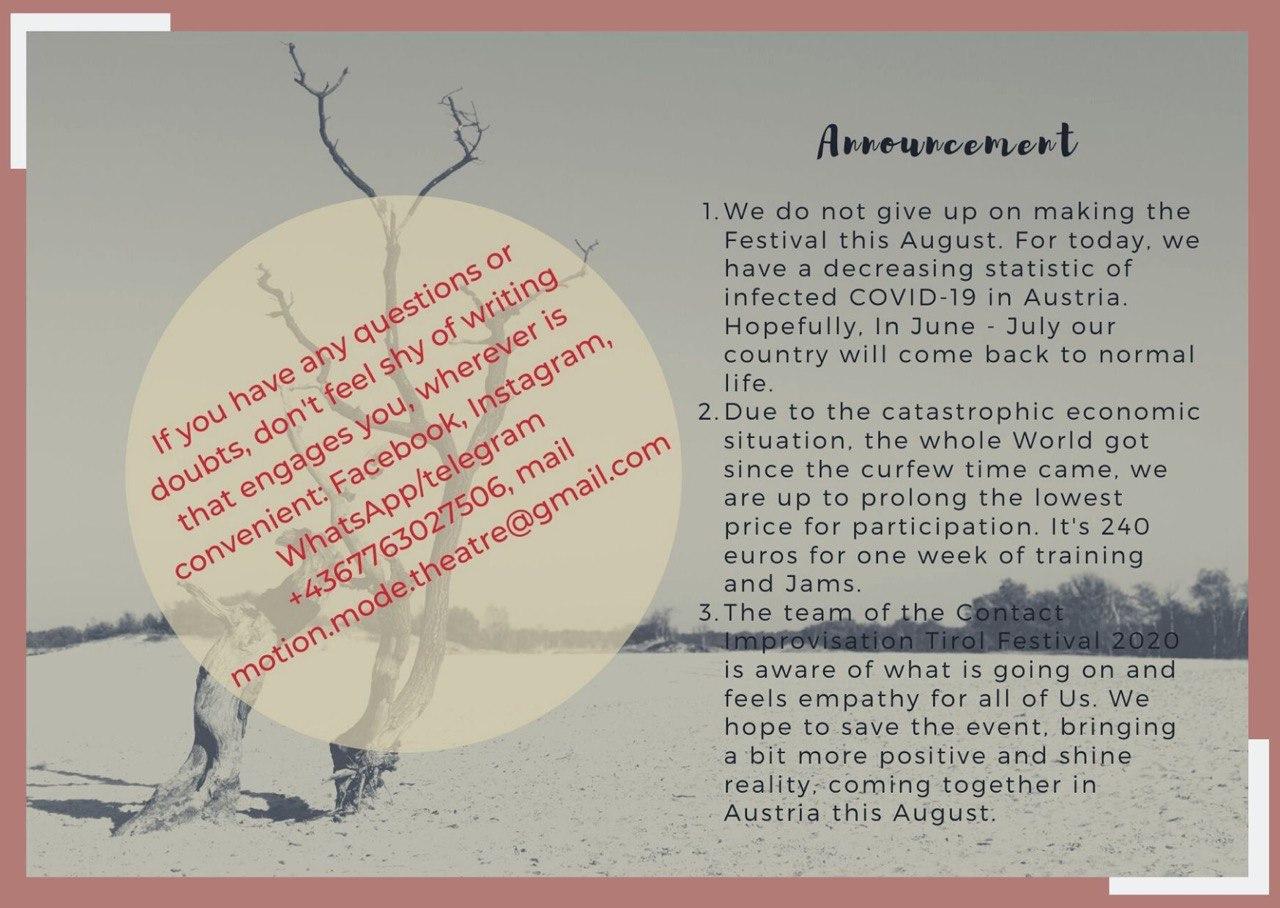 If you have any questions or
doubts, don't feel shy of writing
that engages you, wherever is
convenient: Facebook, Instagram,
WhatsApp/telegram
+4367763027506, mail
motion.mode.theatre@gmail.com
Announcement
1. We do not give up on making the
Festival this August. For today, we
have a decreasing statistic of
infected COVID-19 in Austria.
Hopefully, In June - July our
country will come back to normal
life.
2. Due to the catastrophic economic
situation, the whole World got
since the curfew time came, we
are up to prolong the lowest
price for participation. It's 240
euros for one week of training
and Jams.
3. The team of the Contact
Improvisation Tirol Festival 2020
is aware of what is going on and
feels empathy for all of Us. We
hope to save the event, bringing
a bit more positive and shine
reality, coming together in
Austria this August.